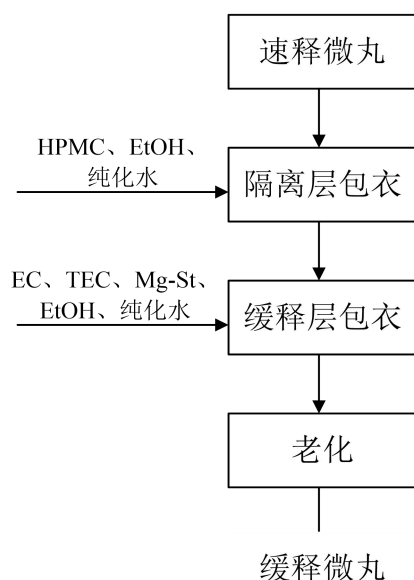 速释微丸
HPMC、EtOH、
纯化水
隔离层包衣
EC、TEC、Mg-St、
EtOH、纯化水
缓释层包衣
老化
缓释微丸